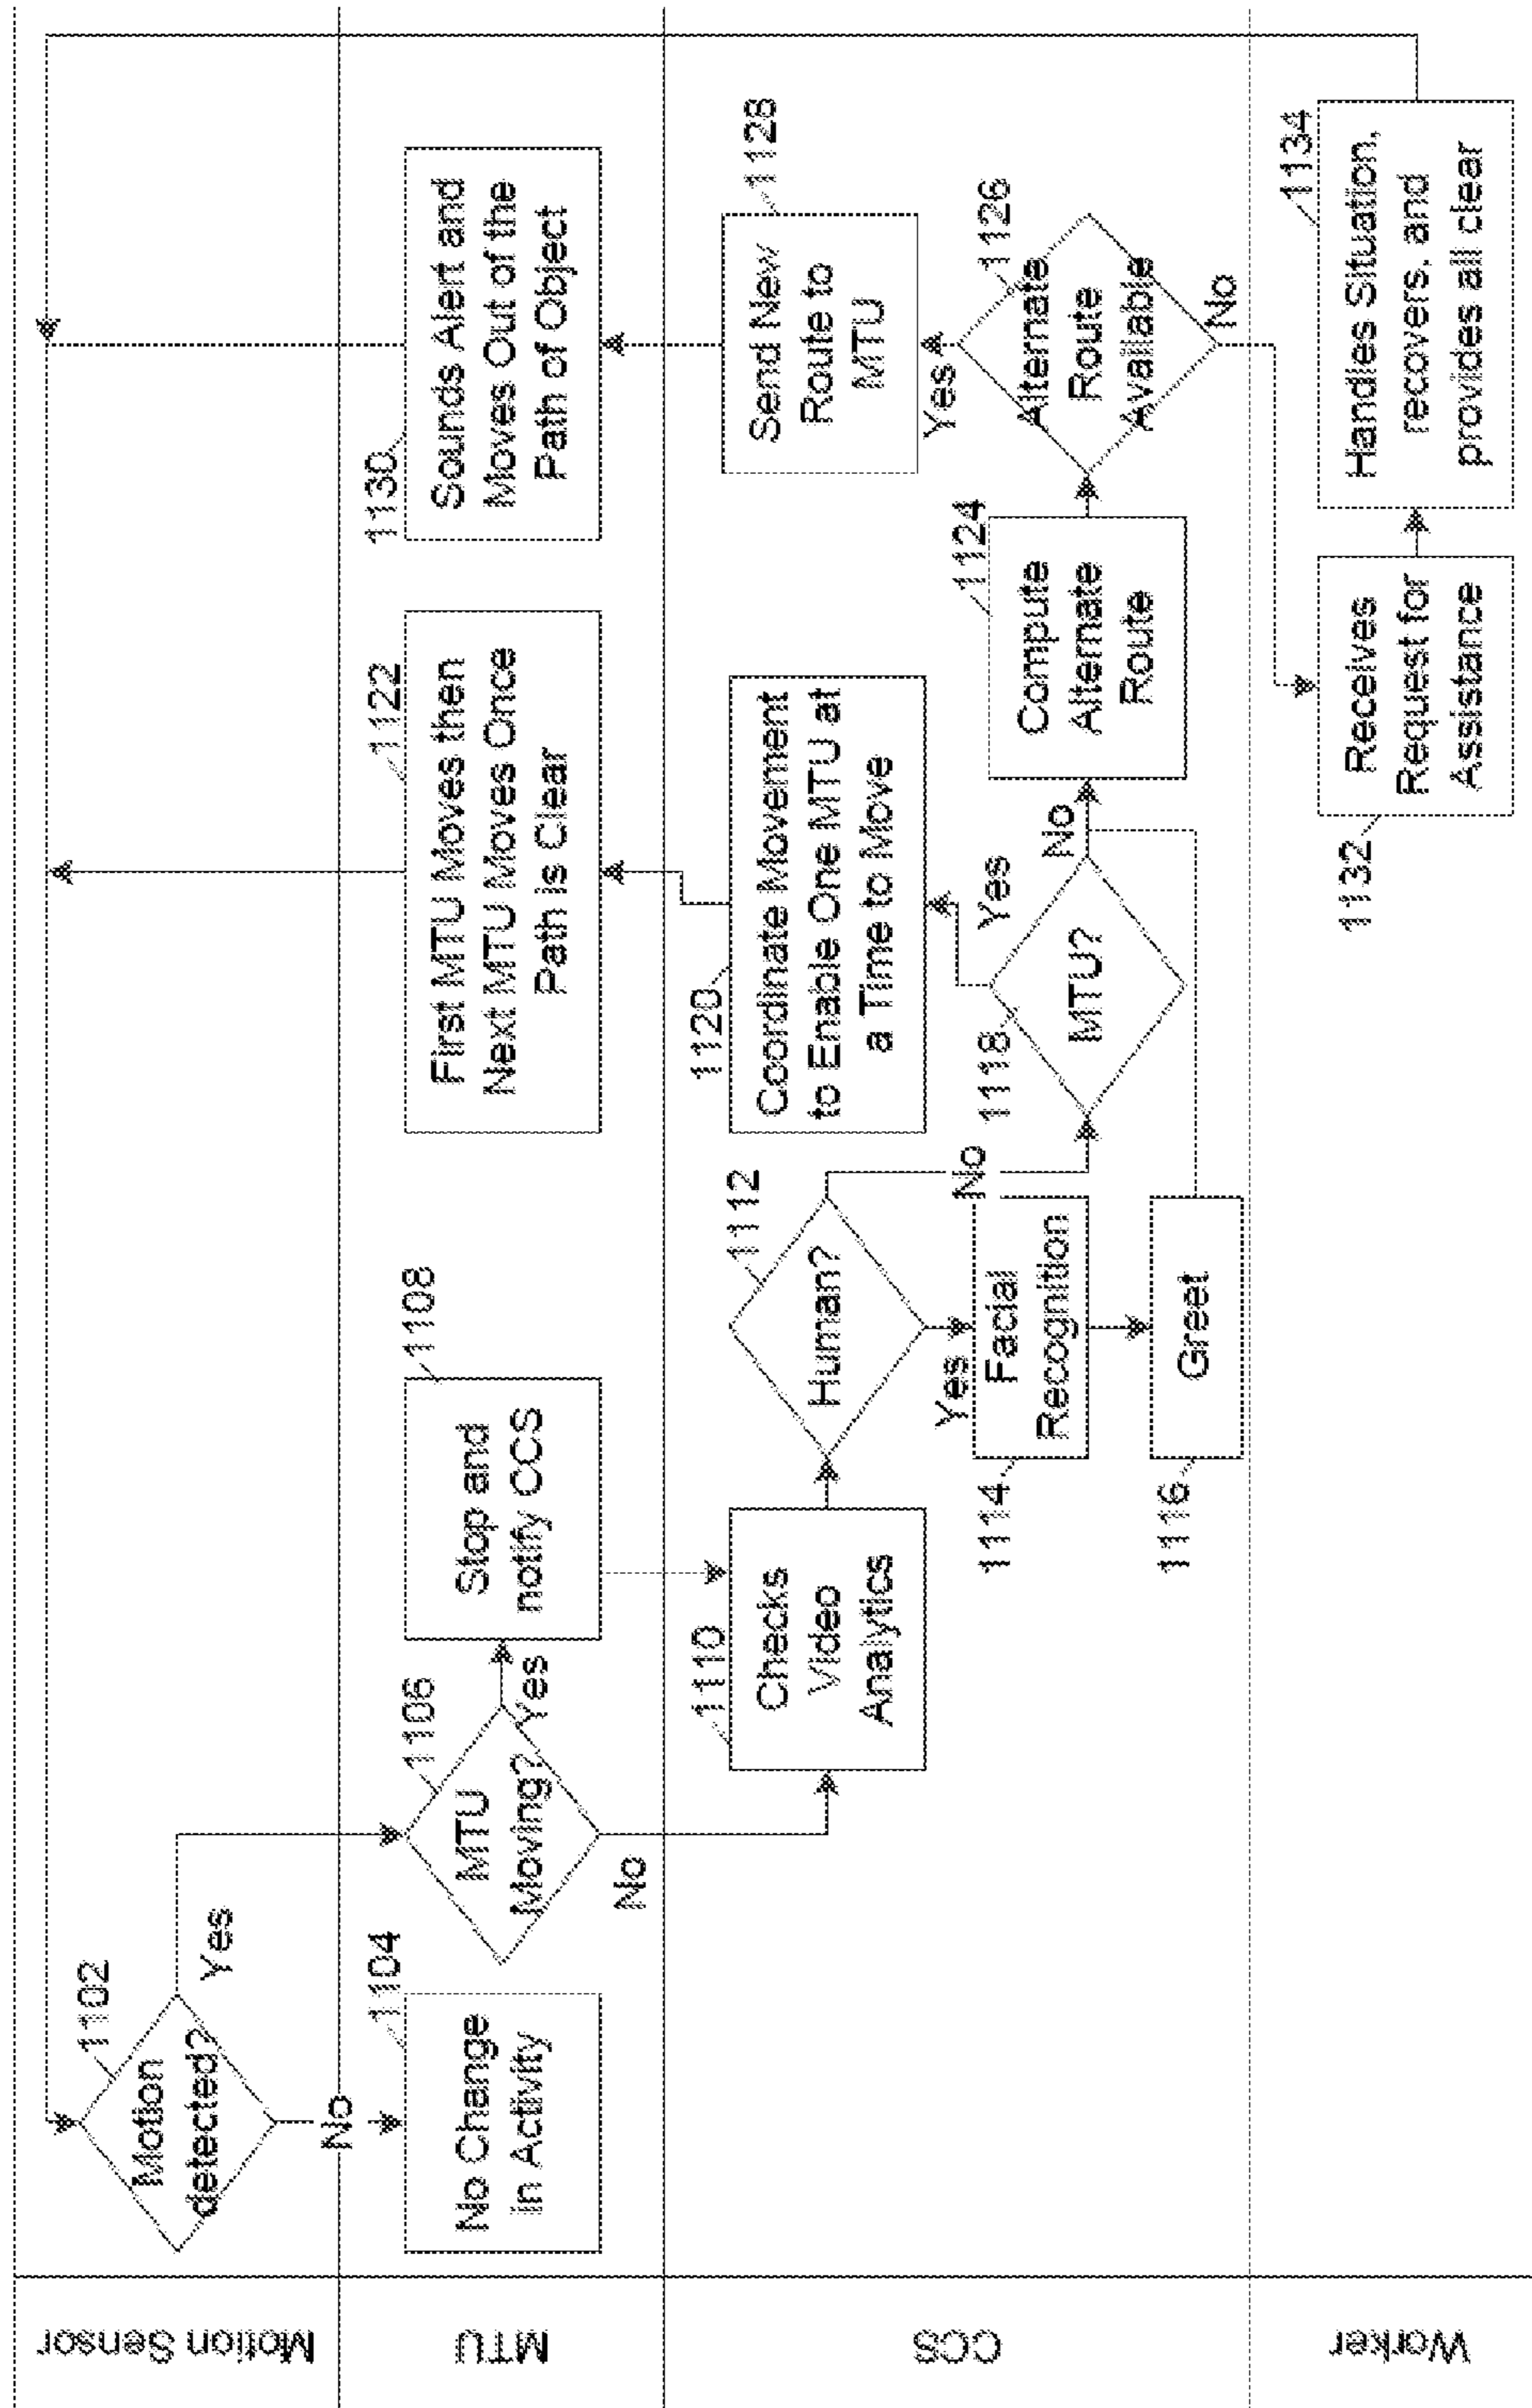 Motion Sensor
MTU
CCS
Worker
Motion
detected?
1102
Yes
No
No Change
in Activity
1104
MTU
Moving?
1106
Yes
No
Stop and
notify CCS
1108
1110
Checks
Video
Analytics
Human?
1112
Yes
No
Facial
Recognition
1114
Greet
1116
MTU?
1118
Yes
No
1120
Coordinate Movement
to Enable One MTU at
a Time to Move
First MTU Moves then
Next MTU Moves Once
Path is Clear
1122
Compute
Alternate
Route
1124
Alternate
Route
Available
1126
Yes
No
Send New
Route to
MTU
1128
1130
Sounds Alert and
Moves Out of the
Path of Object
1132
Receives
Request for
Assistance
Handles Situation,
recovers, and
provides all clear
1134